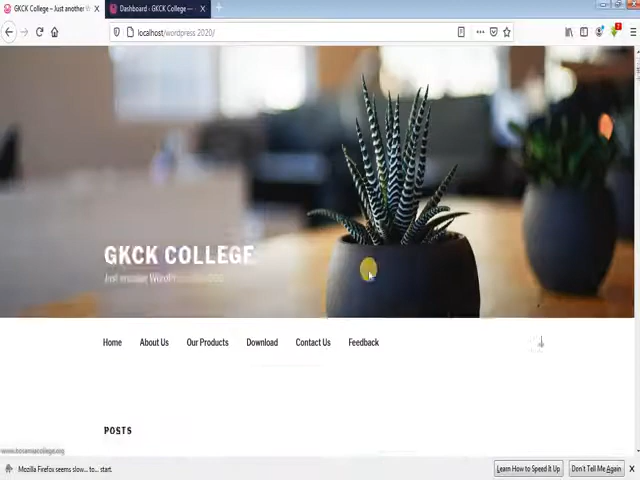 GKCK College – Just another W
Dashboard ‹ GKCK College —
localhost/wordpress 2020/
GKCK COLLEGE
Just another
Home About Us Our Products Download Contact Us Feedback
POSTS
Mozilla Firefox seems slow... to... start.
Learn How to Speed It Up
Don't Tell Me Again